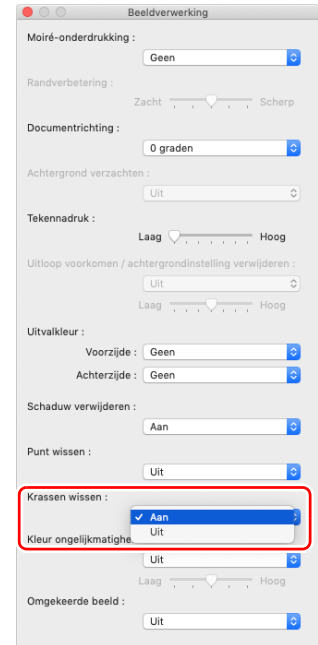 Beeldverwerking
Moiré-onderdrukking :
Geen
Randverbetering :
Zacht Scherp
Documentrichting :
0 graden
Achtergrond verzachten :
Uit
Tekennadruk :
Laag Hoog
Uitloop voorkomen / achtergrondinstelling verwijderen :
Uit
Laag Hoog
Uitvalkleur :
Voorzijde : Geen
Achterzijde : Geen
Schaduw verwijderen :
Aan
Punt wissen :
Uit
Krassen wissen :
✓ Aan
Uit
Kleur ongelijkmatighe
Uit
Laag Hoog
Omgekeerde beeld :
Uit